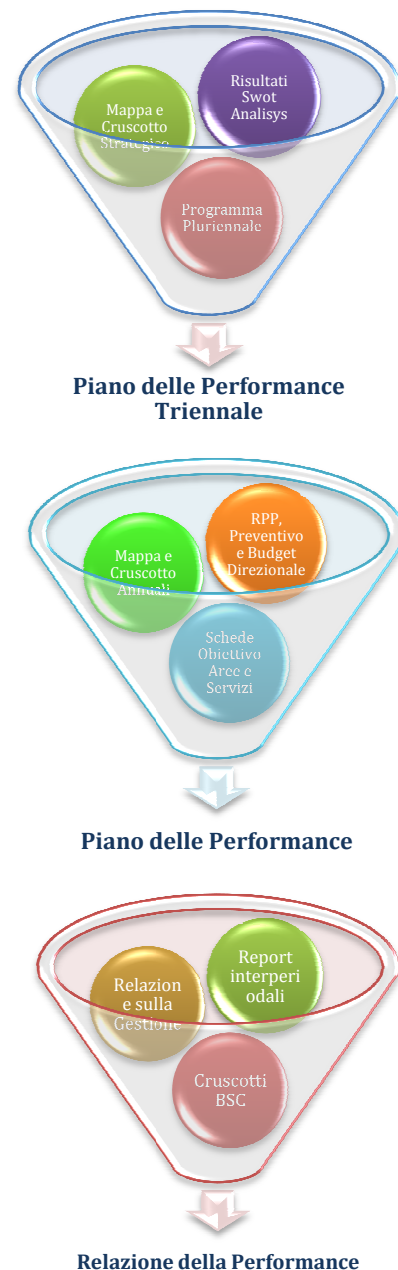 Risultati
Swot
Analisys
Mappa e
Cruscotto
Strategico
Programma
Pluriennale
Piano delle Performance
Triennale
RPP,
Preventivo
e Budget
Direzionale
Mappa e
Cruscotto
Annuali
Schede
Obiettivo
Aree e
Servizi
Piano delle Performance
Report
interperi
odali
Relazion
e sulla
Gestione
Cruscotti
BSC
Relazione della Performance